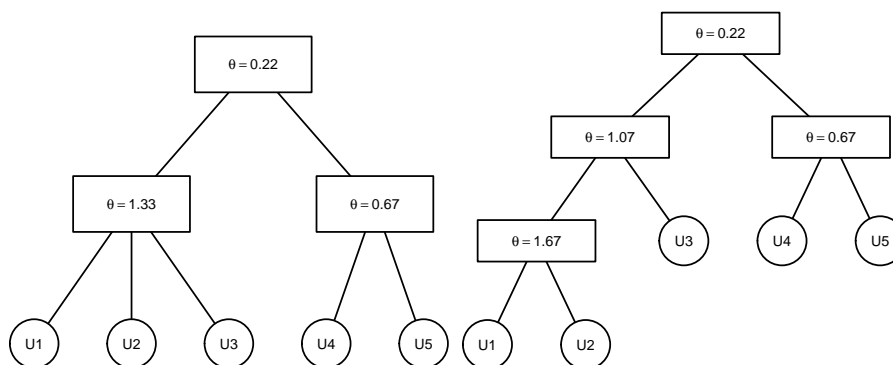 θ = 0.22
θ = 1.33
θ = 0.67
U1
U2
U3
U4
U5
θ = 0.22
θ = 1.07
θ = 0.67
θ = 1.67
U3
U4
U5
U1
U2